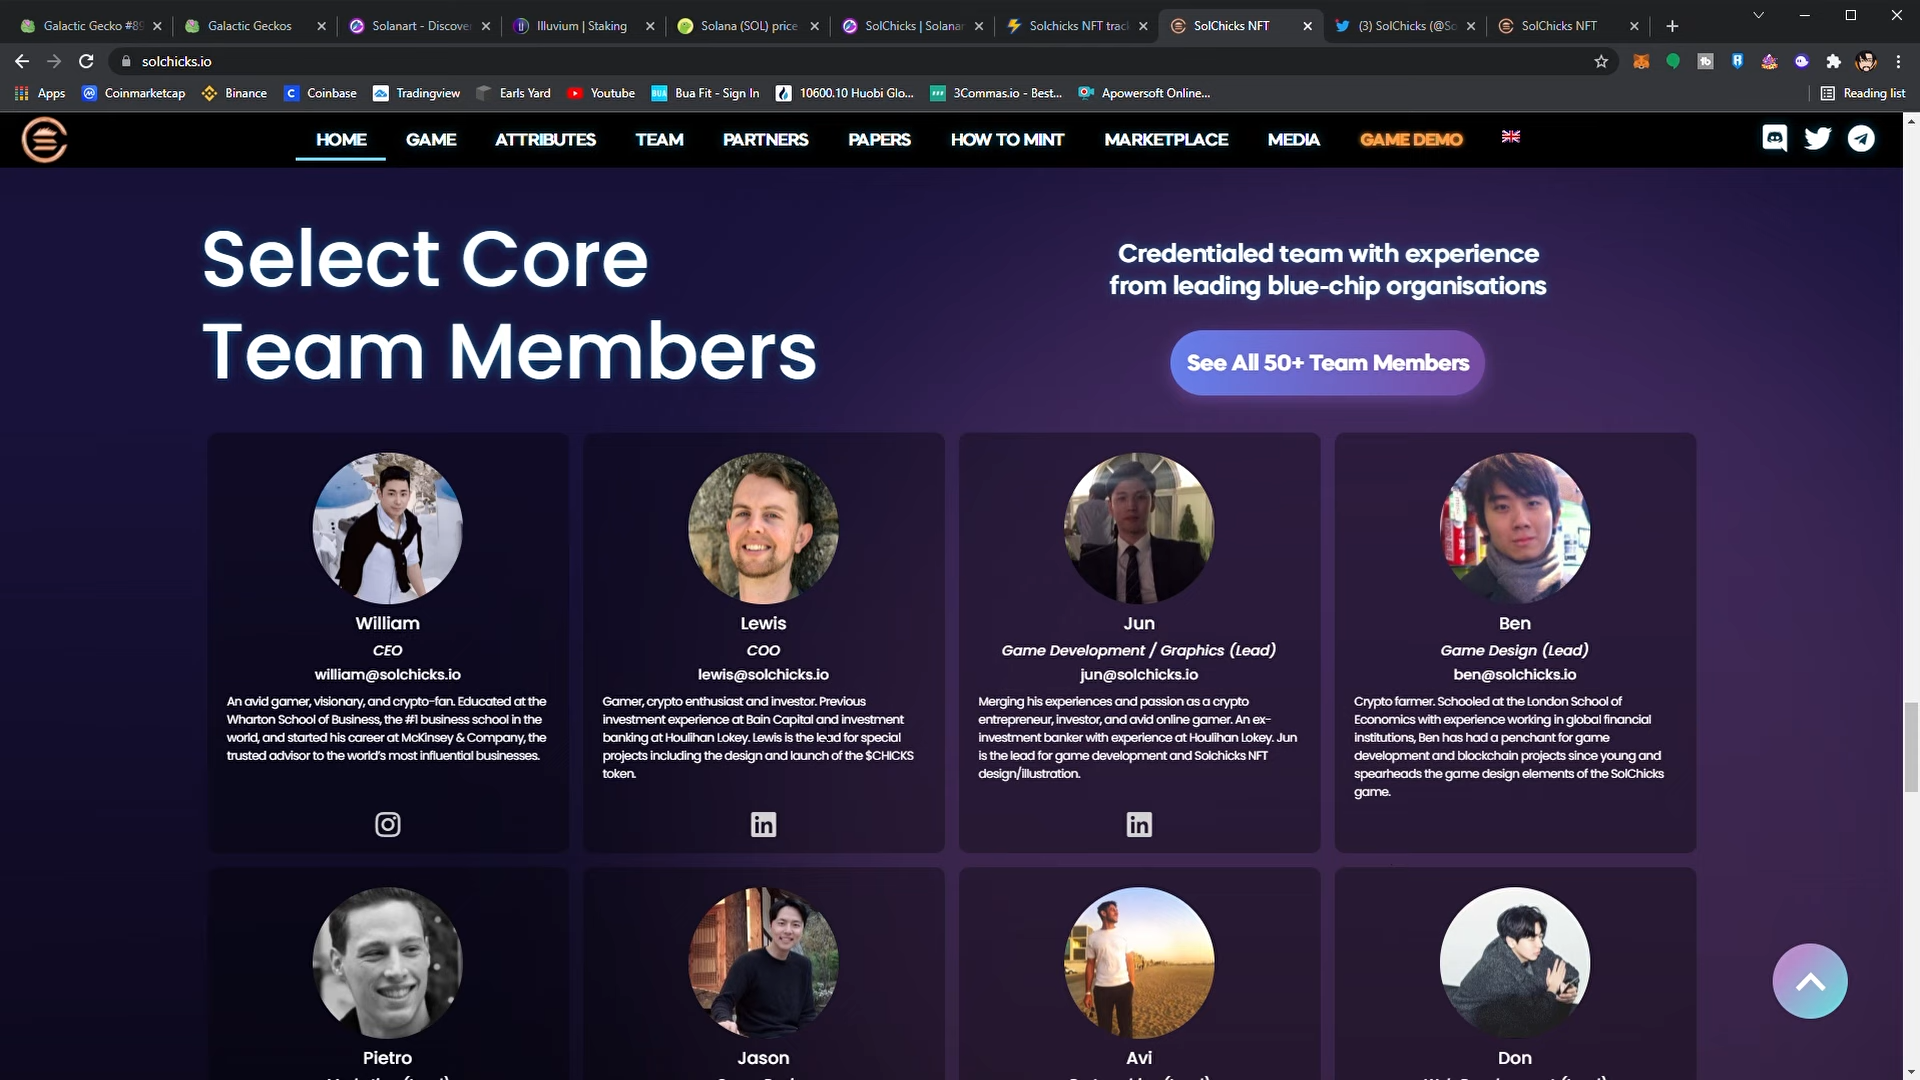 Galactic Gecko #89
Galactic Geckos
Solanart - Discove
Illuvium | Staking
Solana (SOL) price
SolChicks | Solanar
Solchicks NFT trac
SolChicks NFT
(3) SolChicks (@So
SolChicks NFT
solchicks.io
Apps
Coinmarketcap
Binance
Coinbase
Tradingview
Earls Yard
Youtube
Bua Fit - Sign In
10600.10 Huobi Glo...
3Commas.io - Best...
Apowersoft Online...
Reading list
HOME
GAME
ATTRIBUTES
TEAM
PARTNERS
PAPERS
HOW TO MINT
MARKETPLACE
MEDIA
GAME DEMO
Select Core
Team Members
Credentialed team with experience
from leading blue-chip organisations
See All 50+ Team Members
William
CEO
william@solchicks.io
An avid gamer, visionary, and crypto-fan. Educated at the
Wharton School of Business, the #1 business school in the
world, and started his career at McKinsey & Company, the
trusted advisor to the world's most influential businesses.
Lewis
COO
lewis@solchicks.io
Gamer, crypto enthusiast and investor. Previous
investment experience at Bain Capital and investment
banking at Houlihan Lokey. Lewis is the lead for special
projects including the design and launch of the $CHICKS
token.
Jun
Game Development / Graphics (Lead)
jun@solchicks.io
Merging his experiences and passion as a crypto
entrepreneur, investor, and avid online gamer. An ex-
investment banker with experience at Houlihan Lokey. Jun
is the lead for game development and Solchicks NFT
design/illustration.
Ben
Game Design (Lead)
ben@solchicks.io
Crypto farmer. Schooled at the London School of
Economics with experience working in global financial
institutions, Ben has had a penchant for game
development and blockchain projects since young and
spearheads the game design elements of the SolChicks
game.
Pietro
Jason
Avi
Don